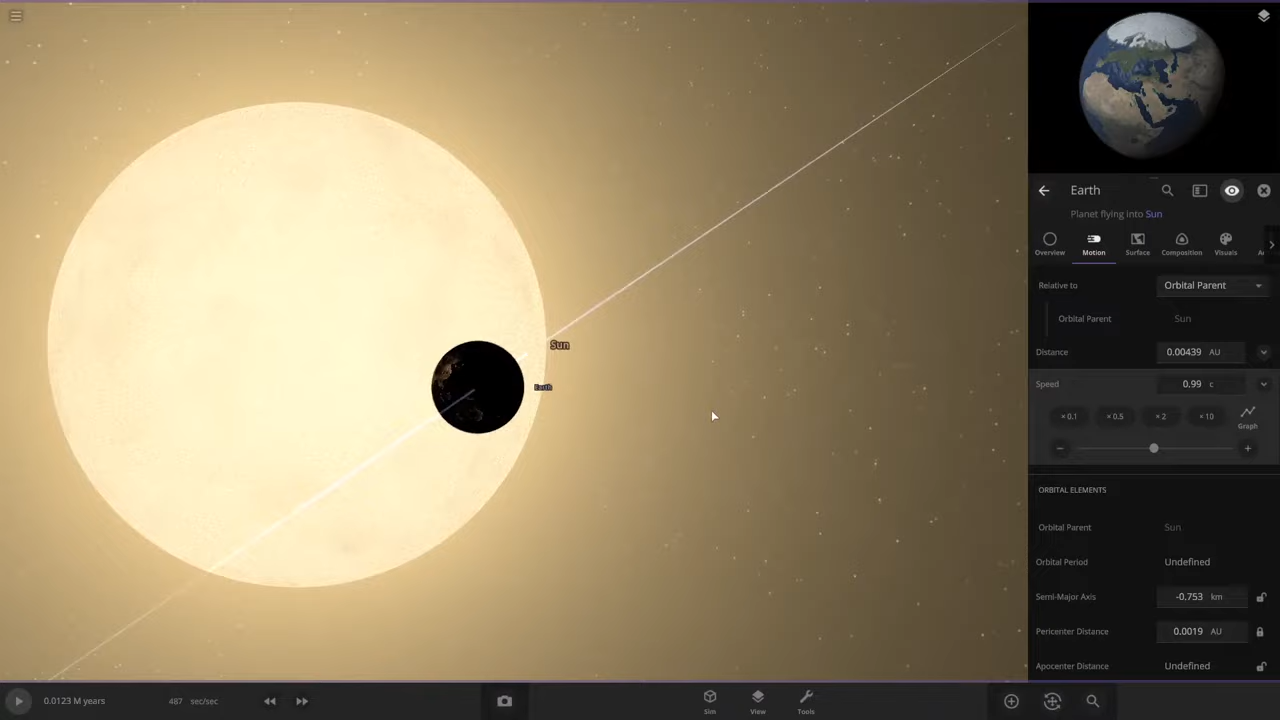 Earth
Planet flying into Sun
Overview
Motion
Surface
Composition
Visuals
Relative to
Orbital Parent
Orbital Parent
Sun
Distance
0.00439 AU
Speed
0.99 c
× 0.1
× 0.5
× 2
× 10
Graph
ORBITAL ELEMENTS
Orbital Parent
Sun
Orbital Period
Undefined
Semi-Major Axis
-0.753 km
Pericenter Distance
0.0019 AU
Apocenter Distance
Undefined
Sun
Earth
0.0123 M years
487 sec/sec
Sim
View
Tools